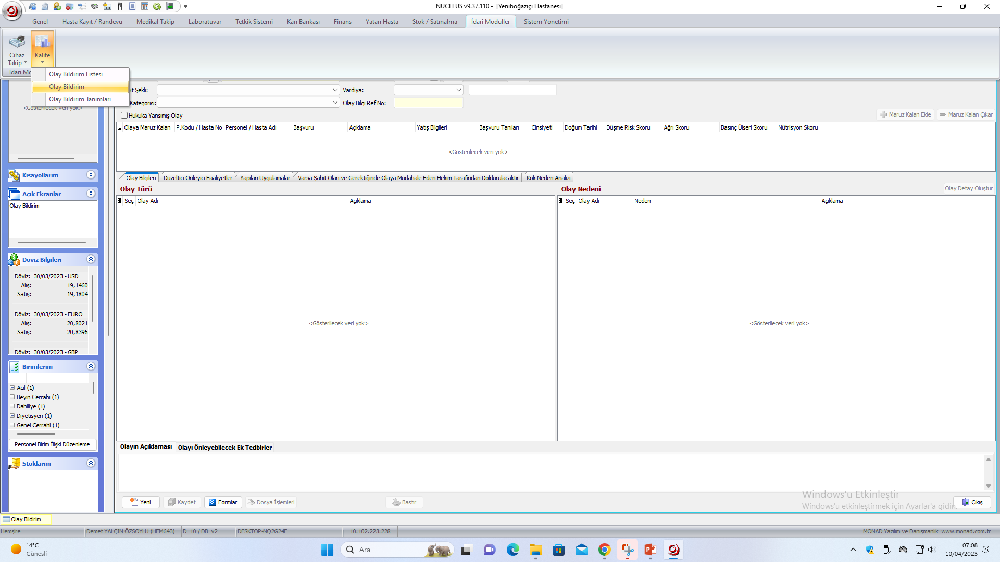 NUCLEUS v9.37.110 - [Yeniboğaziçi Hastanesi]
Genel Hasta Kayıt / Randevu Medikal Takip Laboratuvar Tetkik Sistemi Kan Bankası Finans Yatan Hasta Stok / Satınalma İdari Modüller Sistem Yönetimi
Cihaz Takip
Kalite
İdari Mo
Olay Bildirim Listesi
Olay Bildirim
Olay Bildirim Tanımları
<Gösterilecek veri yok>
it Şekli:
Vardiya:
Kategorisi:
Olay Bilgi Ref No:
Hukuka Yansımış Olay
Maruz Kalan Ekle
Maruz Kalan Çıkar
Olaya Maruz Kalan P.Kodu / Hasta No Personel / Hasta Adı Başvuru Açıklama Yatış Bilgileri Başvuru Tanıları Cinsiyeti Doğum Tarihi Düşme Risk Skoru Ağrı Skoru Basınç Ülseri Skoru Nütrisyon Skoru
<Gösterilecek veri yok>
Kısayollarım
Açık Ekranlar
Olay Bildirim
Olay Bilgileri Düzeltici Önleyici Faaliyetler Yapılan Uygulamalar Varsa Şahit Olan ve Gerektiğinde Olaya Müdahale Eden Hekim Tarafından Doldurulacaktır Kök Neden Analizi
Olay Türü
Olay Nedeni
Olay Detay Oluştur
Seç Olay Adı Açıklama
Seç Olay Adı Neden Açıklama
<Gösterilecek veri yok>
<Gösterilecek veri yok>
Döviz Bilgileri
Döviz: 30/03/2023 - USD
Alış: 19,1460
Satış: 19,1804
Döviz: 30/03/2023 - EURO
Alış: 20,8021
Satış: 20,8396
Döviz: 30/03/2023 - GBP
Birimlerim
Acil (1)
Beyin Cerrahi (1)
Dahiliye (1)
Diyetisyen (1)
Genel Cerrahi (1)
Personel Birim İlişki Düzenleme
Stoklarım
Olayın Açıklaması Olayı Önleyebilecek Ek Tedbirler
Yeni Kaydet Formlar Dosya İşlemleri Bastır Çıkış
Windows'u Etkinleştir
Windows'u etkinleştirmek için Ayarlar'a gidin.
Olay Bildirim
Hemşire Demet YALÇIN ÖZSOYLU (HEM643) D_10 / DB_v2 DESKTOP-NQ2G24F 10.102.223.228 MONAD Yazılım ve Danışmanlık www.monad.com.tr
14°C
Güneşli
Ara
07:08
10/04/2023